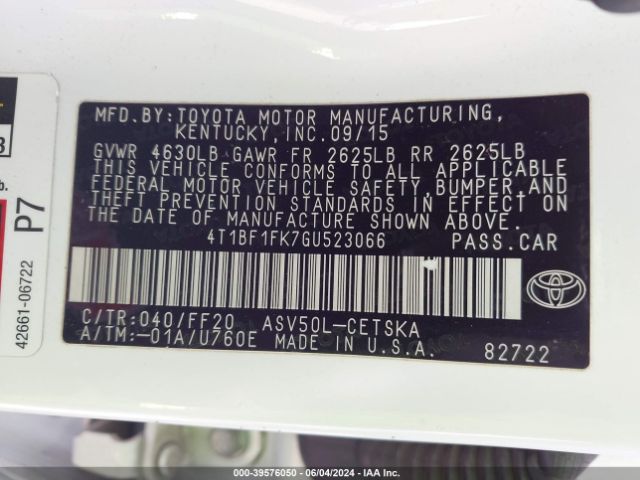 MFD.BY:TOYOTA MOTOR MANUFACTURING,
KENTUCKY,INC.09/15
GVWR 4630LB GAWR FR 2625LB RR 2625LB
THIS VEHICLE CONFORMS TO ALL APPLICABLE
FEDERAL MOTOR VEHICLE SAFETY,BUMPER,AND
THEFT PREVENTION STANDARDS IN EFFECT ON
THE DATE OF MANUFACTURE SHOWN ABOVE.
4T1BF1FK7GU523066 PASS.CAR
C/TR:040/FF20 ASV50L-CETSKA
A/TM:-01A/U760E MADE IN U.S.A. 82722
42661-06722 P7
000-39576050 - 06/04/2024 - IAA Inc.